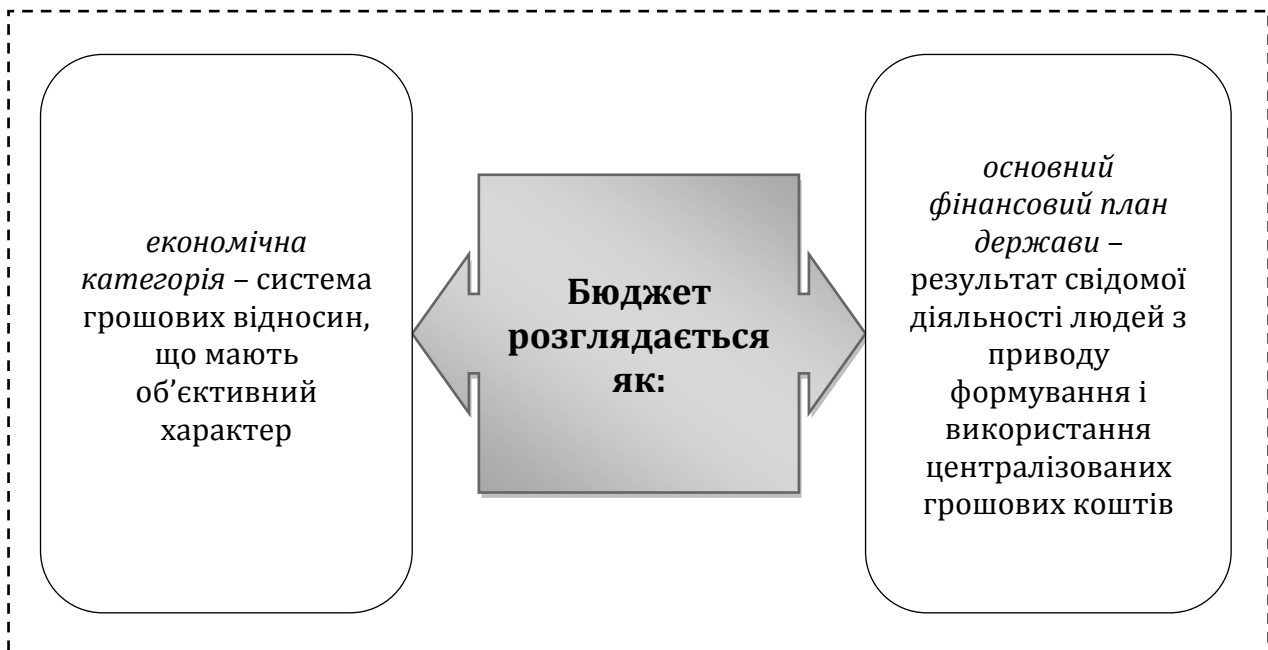 економічна
категорія – система
грошових відносин,
що мають
об’єктивний
характер
Бюджет
розглядається
як:
основний
фінансовий план
держави –
результат свідомої
діяльності людей з
приводу
формування і
використання
централізованих
грошових коштів